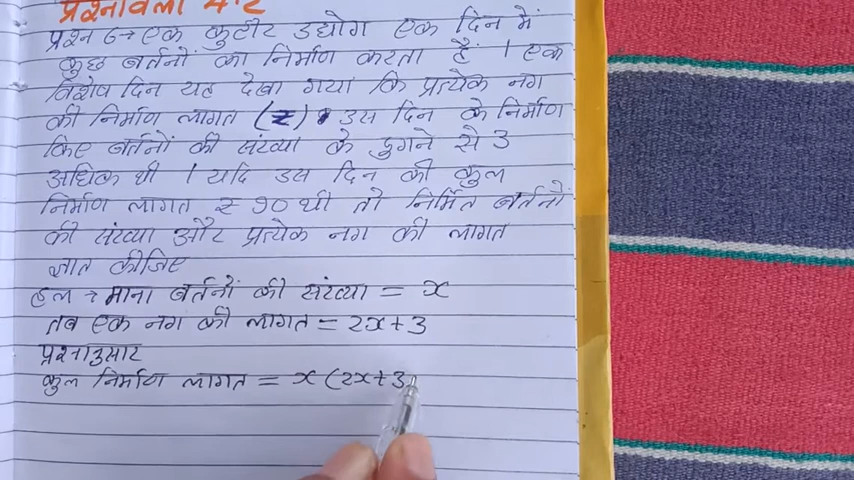 प्रश्नावली 4.2
प्रश्न 6 → एक कुटीर उद्योग एक दिन में
कुछ बर्तनों का निर्माण करता है । एक
विशेष दिन यह देखा गया कि प्रत्येक नग
की निर्माण लागत (₹) उस दिन के निर्माण
किए बर्तनों की संख्या के दुगने से 3
अधिक थी । यदि उस दिन की कुल
निर्माण लागत ₹ 90 थी तो निर्मित बर्तनों
की संख्या और प्रत्येक नग की लागत
ज्ञात कीजिए
हल → माना बर्तनों की संख्या = x
तब एक नग की लागत = 2x+3
प्रश्नानुसार
कुल निर्माण लागत = x (2x+3